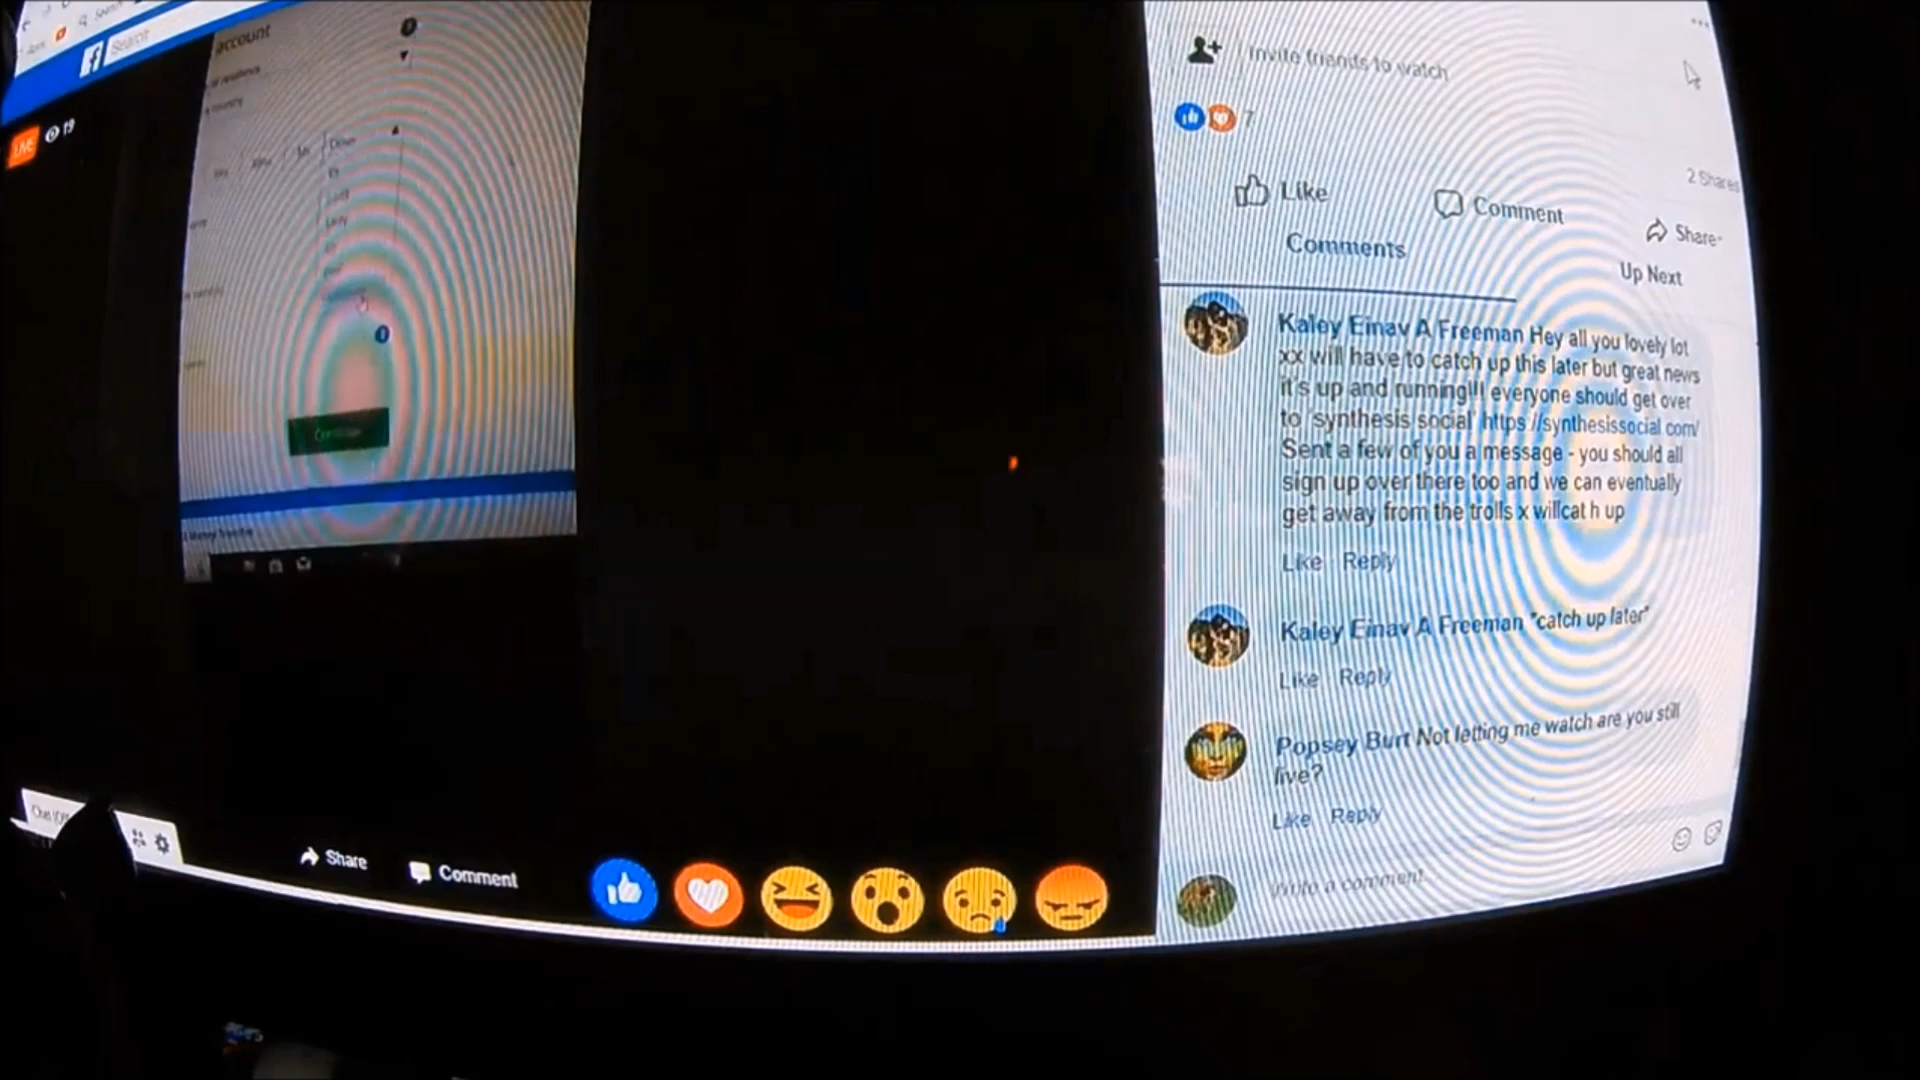 Search
account
LIVE 19
Invite friends to watch
7
2 Shares
Like
Comment
Share
Comments
Up Next
Kaley Einav A Freeman Hey all you lovely lot
xx will have to catch up this later but great news
it's up and running!!! everyone should get over
to 'synthesis social' https://synthesissocial.com/
Sent a few of you a message - you should all
sign up over there too and we can eventually
get away from the trolls x willcat h up
Like Reply
Kaley Einav A Freeman *catch up later*
Like Reply
Popsey Burt Not letting me watch are you still
live?
Like Reply
Write a comment...
Share
Comment